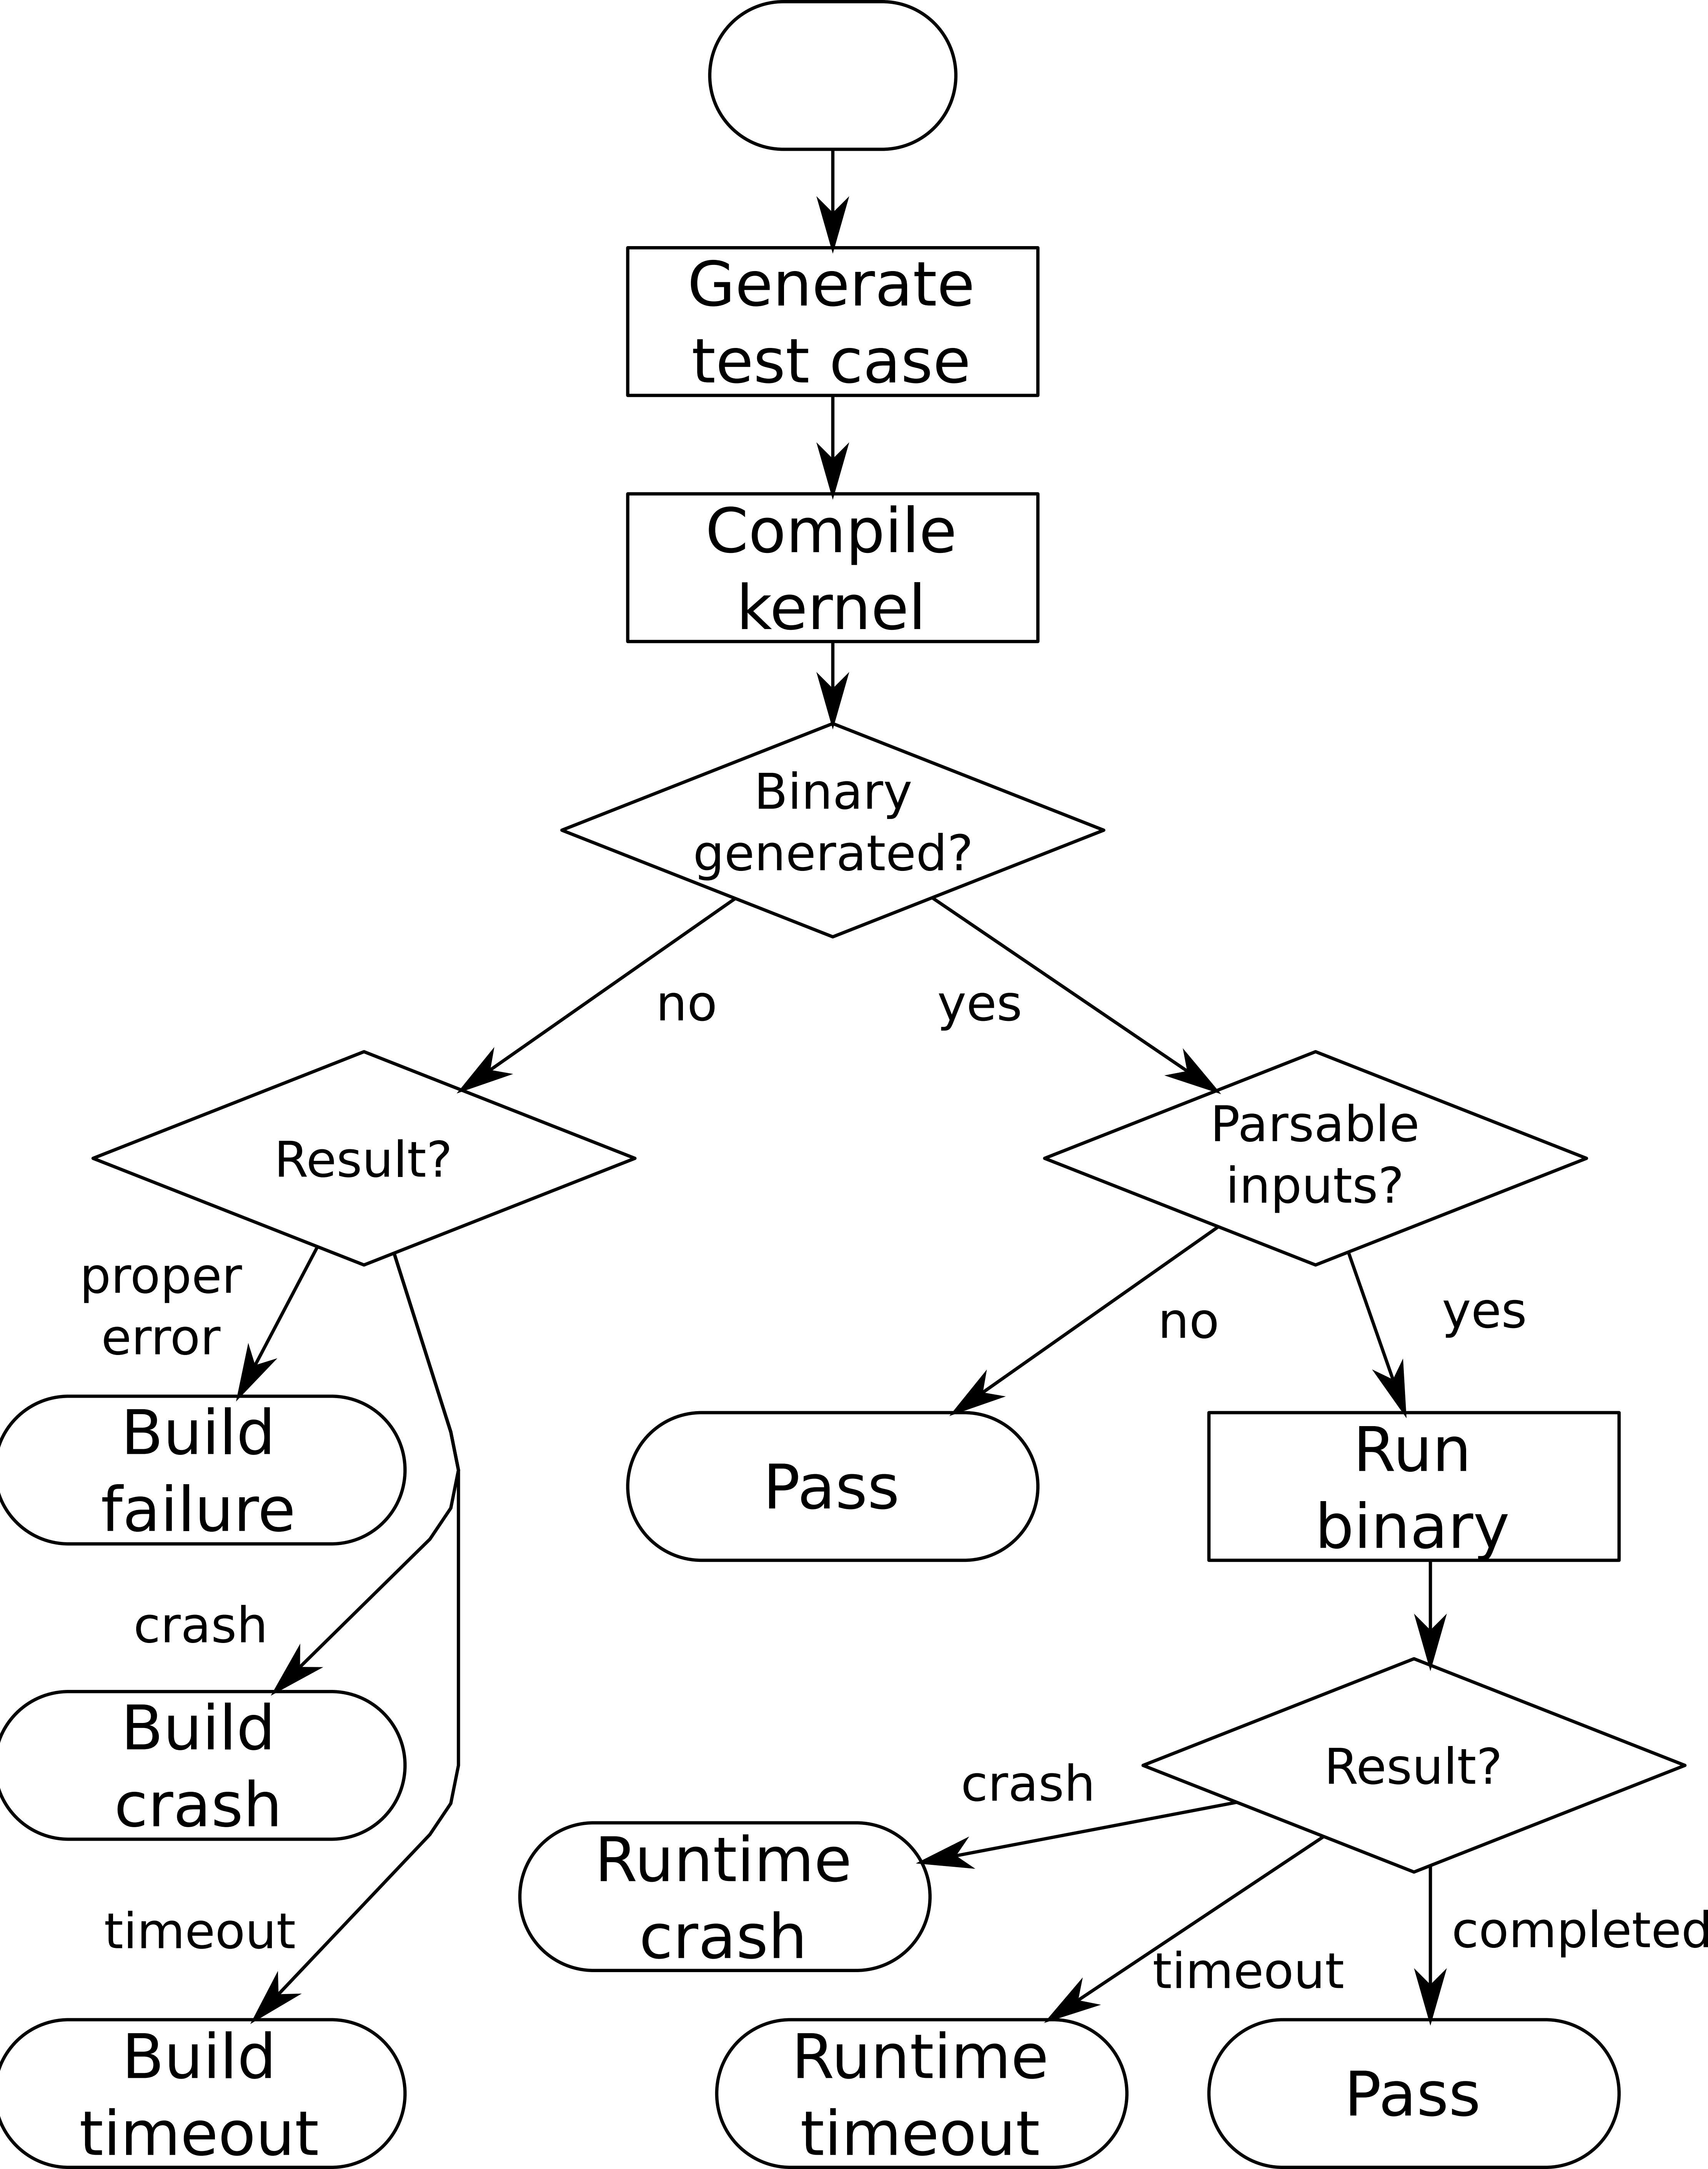 Generate
test case
Compile
kernel
Binary
generated?
no
yes
Result?
Parsable
inputs?
proper
error
no
yes
Build
failure
Pass
Run
binary
crash
Build
crash
Result?
crash
Runtime
crash
timeout
completed
timeout
Build
timeout
Runtime
timeout
Pass